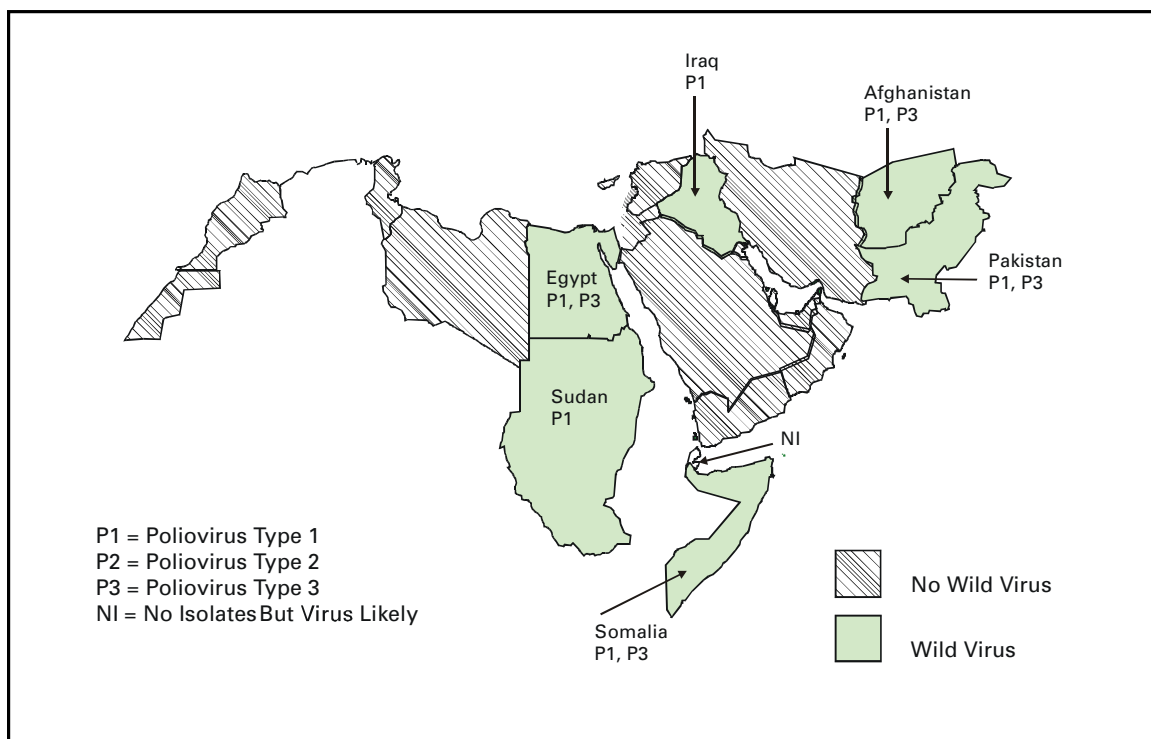 Iraq
P1
Afghanistan
P1, P3
Pakistan
P1, P3
Egypt
P1, P3
Sudan
P1
NI
Somalia
P1, P3
P1 = Poliovirus Type 1
P2 = Poliovirus Type 2
P3 = Poliovirus Type 3
NI = No Isolates But Virus Likely
No Wild Virus
Wild Virus